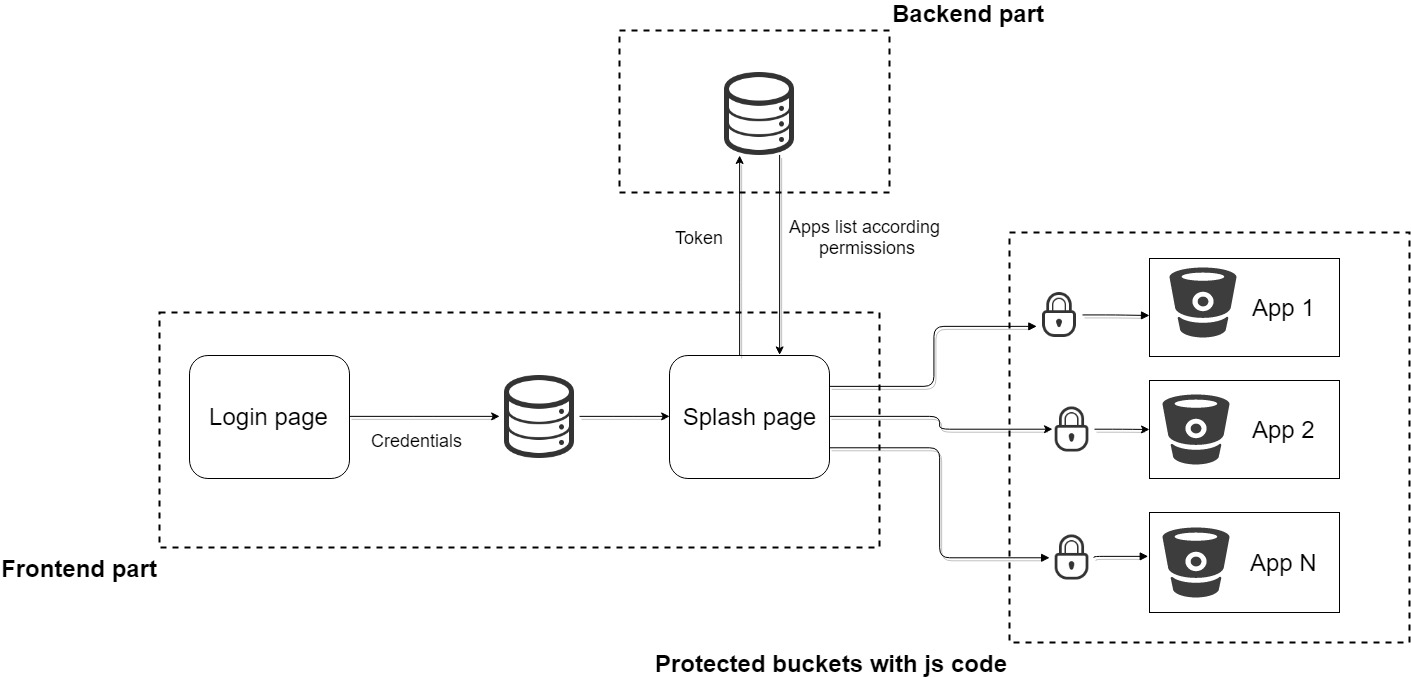 Backend part
Token
Apps list according
permissions
App 1
Login page
Credentials
Splash page
App 2
App N
Frontend part
Protected buckets with js code